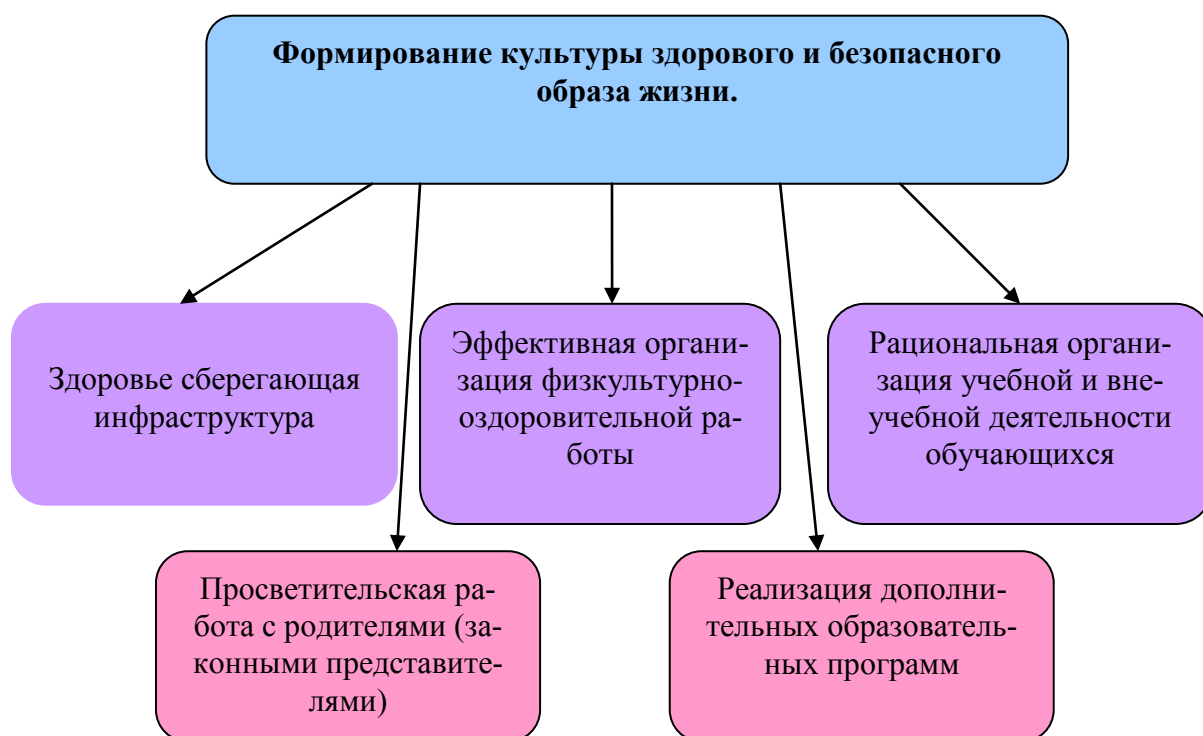 Формирование культуры здорового и безопасного
образа жизни.
Здоровье сберегающая
инфраструктура
Эффективная органи-
зация физкультурно-
оздоровительной ра-
боты
Рациональная органи-
зация учебной и вне-
учебной деятельности
обучающихся
Просветительская ра-
бота с родителями (за-
конными представите-
лями)
Реализация дополни-
тельных образователь-
ных программ